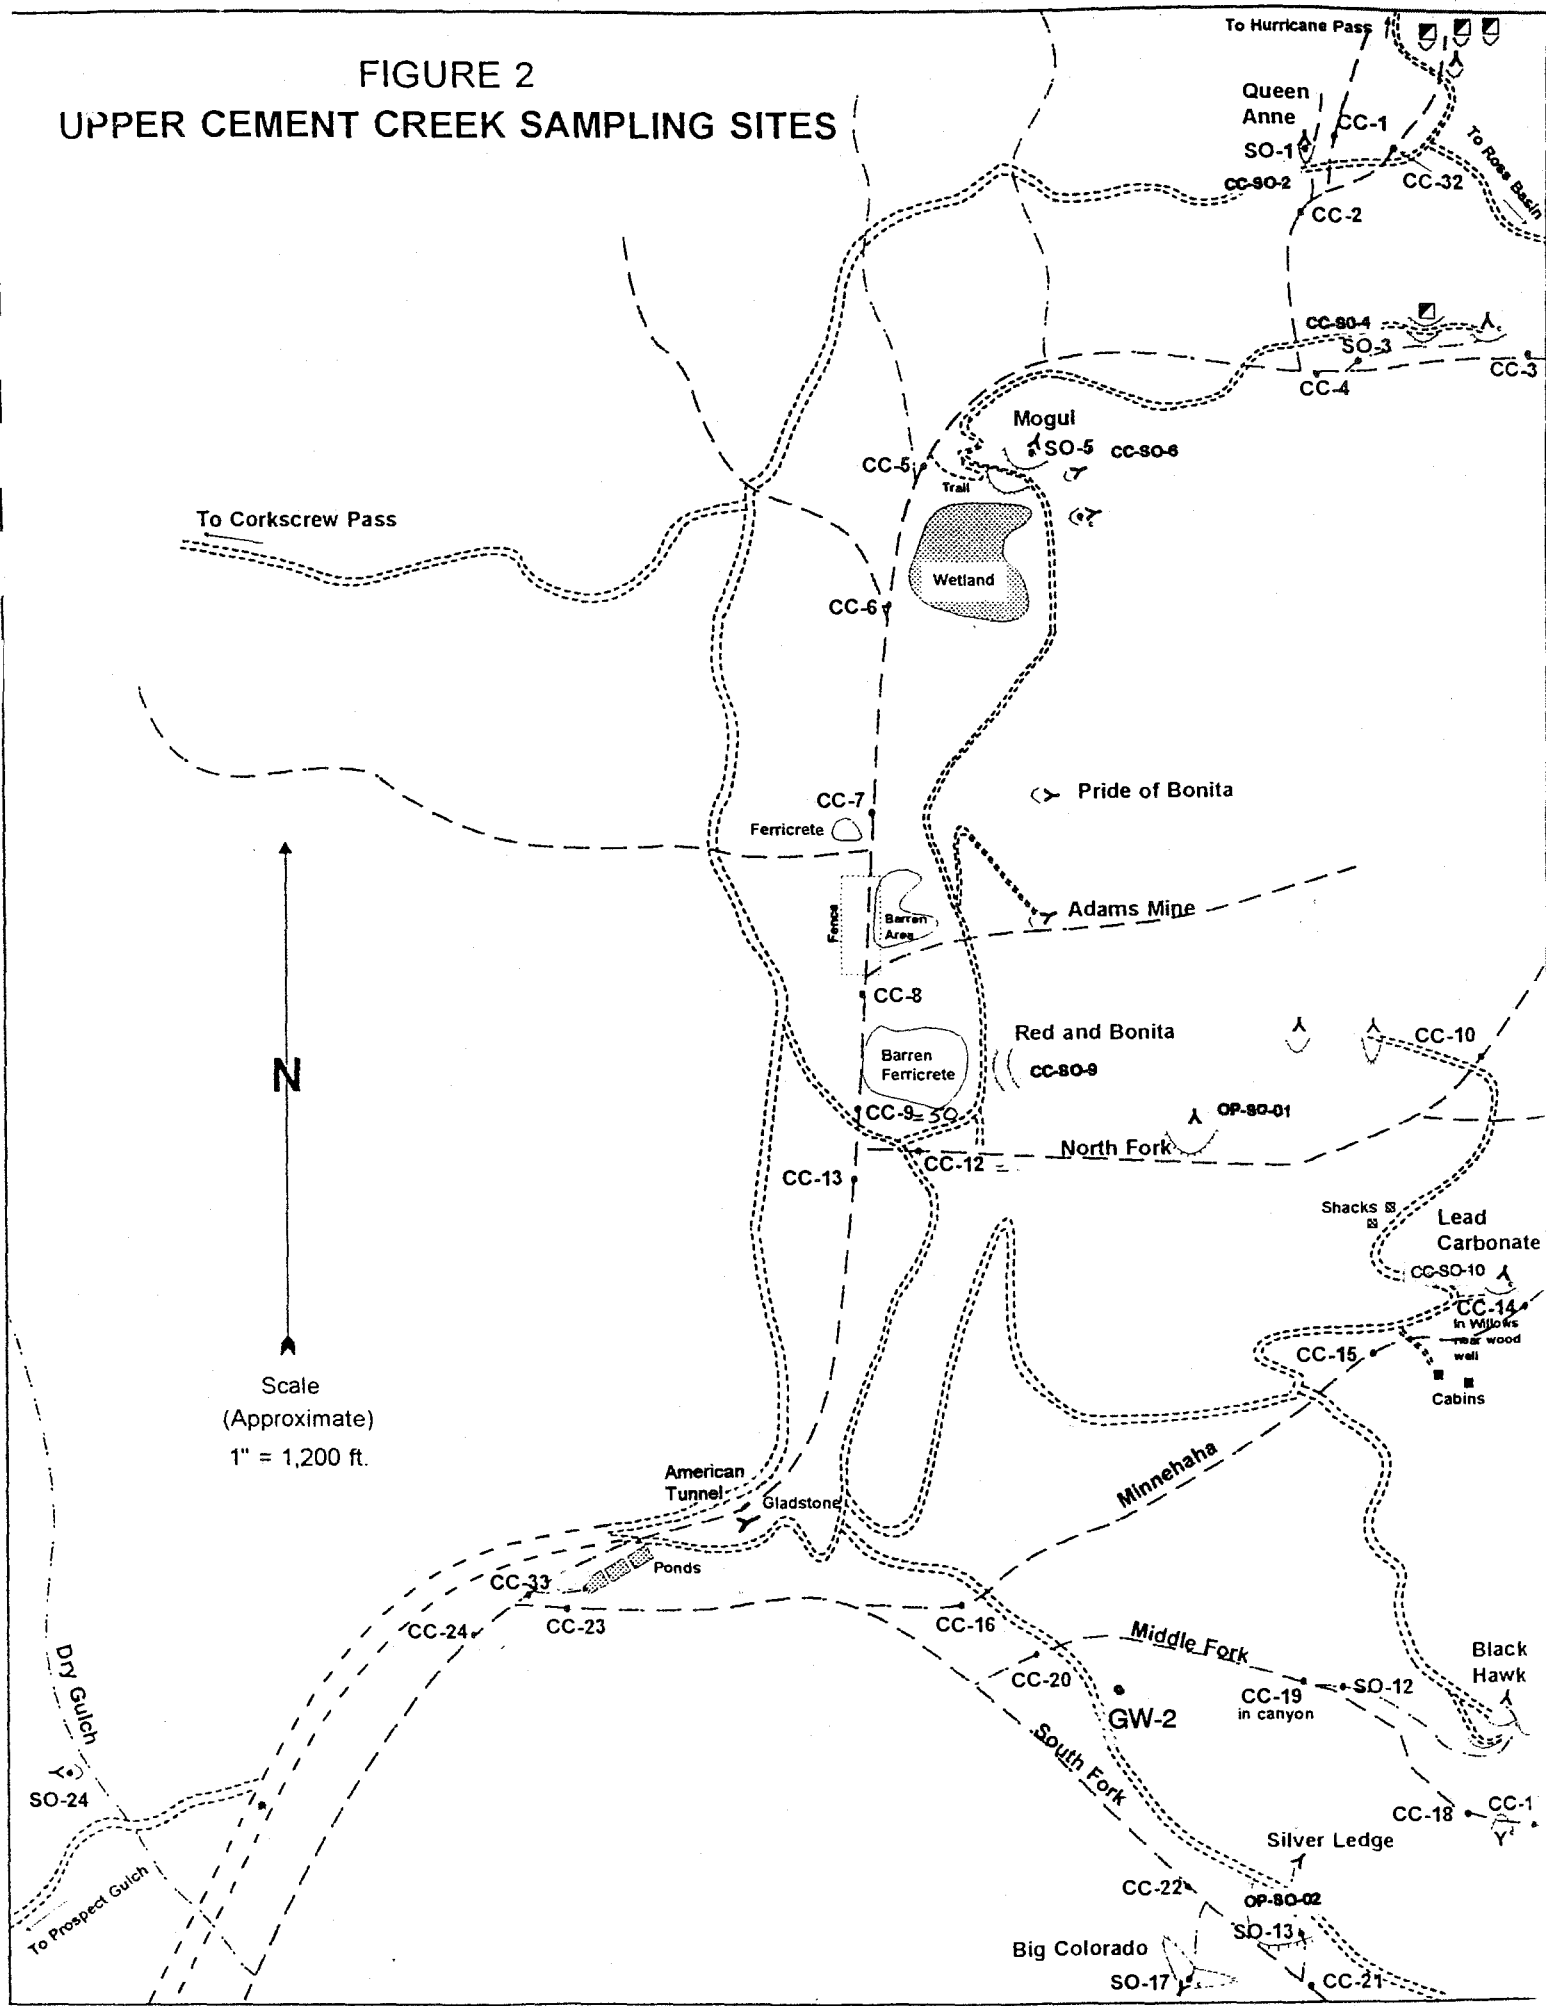 FIGURE 2
UPPER CEMENT CREEK SAMPLING SITES
To Hurricane Pass
Queen
Anne
CC-1
SO-1
CC-SO-2
CC-32
To Ross Basin
CC-2
CC-SO-4
SO-3
CC-4
CC-3
Mogul
SO-5
CC-SO-6
CC-5
Trail
To Corkscrew Pass
Wetland
CC-6
CC-7
Pride of Bonita
Ferricrete
Fence
Barren
Area
Adams Mine
CC-8
Red and Bonita
CC-10
Barren
Ferricrete
CC-SO-9
N
CC-9=50
OP-SO-01
North Fork
CC-12 =
CC-13
Shacks
Lead
Carbonate
CC-SO-10
CC-14
In Willows
near wood
well
CC-15
Cabins
Scale
(Approximate)
1" = 1,200 ft.
Minnehaha
American
Tunnel
Gladstone
Ponds
CC-33
CC-24
CC-23
CC-16
Middle Fork
Black
Hawk
CC-20
CC-19
in canyon
SO-12
GW-2
Dry Gulch
South Fork
SO-24
CC-18
CC-1
Silver Ledge
To Prospect Gulch
CC-22
OP-SO-02
SO-13
Big Colorado
SO-17
CC-21